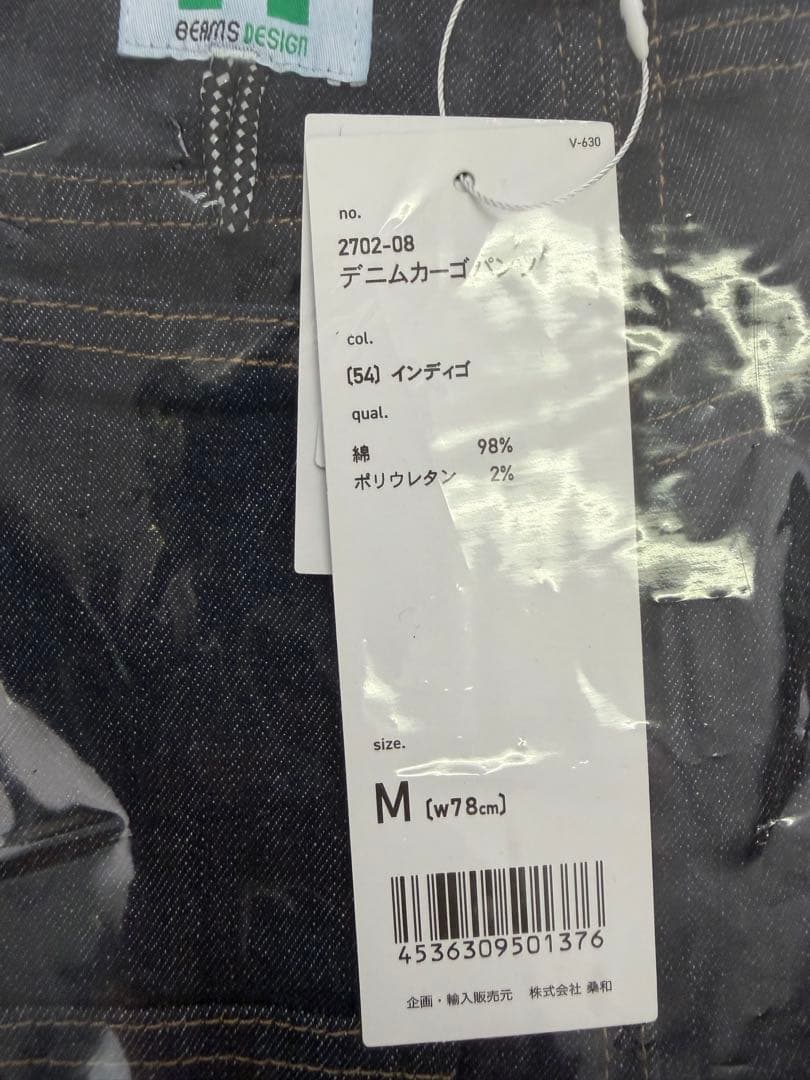 BEAMS DESIGN
V-630
no.
2702-08
デニムカーゴパンツ
col.
(54) インディゴ
qual.
綿 98%
ポリウレタン 2%
size.
M (w78cm)
4536309501376
企画・輸入販売元 株式会社 桑和